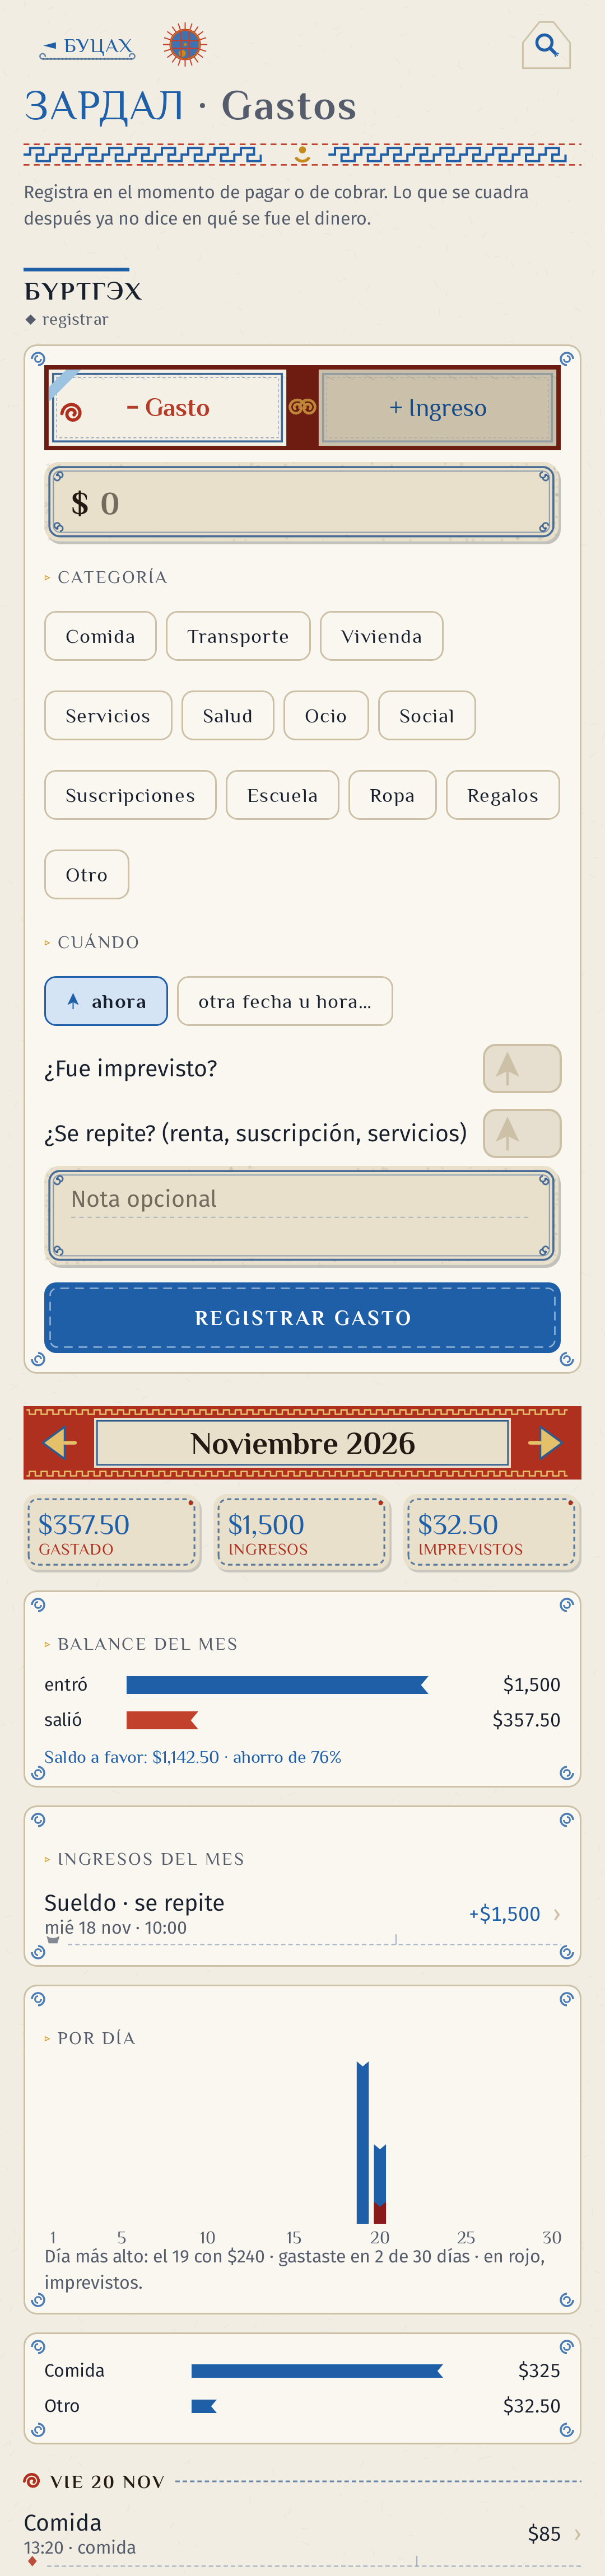 ◄ БУЦАХ
ЗАРДАЛ · Gastos
Registra en el momento de pagar o de cobrar. Lo que se cuadra
después ya no dice en qué se fue el dinero.
БҮРТГЭХ
◆ registrar
− Gasto
+ Ingreso
$ 0
▹ CATEGORÍA
Comida
Transporte
Vivienda
Servicios
Salud
Ocio
Social
Suscripciones
Escuela
Ropa
Regalos
Otro
▹ CUÁNDO
ahora
otra fecha u hora…
¿Fue imprevisto?
¿Se repite? (renta, suscripción, servicios)
Nota opcional
REGISTRAR GASTO
Noviembre 2026
$357.50
GASTADO
$1,500
INGRESOS
$32.50
IMPREVISTOS
▹ BALANCE DEL MES
entró $1,500
salió $357.50
Saldo a favor: $1,142.50 · ahorro de 76%
▹ INGRESOS DEL MES
Sueldo · se repite
mié 18 nov · 10:00
+$1,500 ›
▹ POR DÍA
1 5 10 15 20 25 30
Día más alto: el 19 con $240 · gastaste en 2 de 30 días · en rojo,
imprevistos.
Comida $325
Otro $32.50
VIE 20 NOV
Comida
13:20 · comida
$85 ›